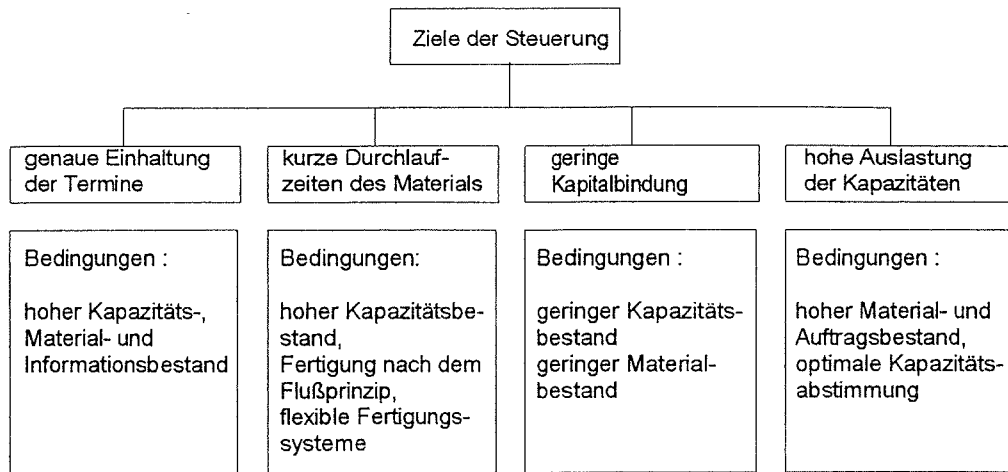 Ziele der Steuerung
genaue Einhaltung
der Termine
kurze Durchlauf-
zeiten des Materials
geringe
Kapitalbindung
hohe Auslastung
der Kapazitäten
Bedingungen :
hoher Kapazitäts-,
Material- und
Informationsbestand
Bedingungen:
hoher Kapazitätsbe-
stand,
Fertigung nach dem
Flußprinzip,
flexible Fertigungs-
systeme
Bedingungen :
geringer Kapazitäts-
bestand
geringer Material-
bestand
Bedingungen :
hoher Material- und
Auftragsbestand,
optimale Kapazitäts-
abstimmung